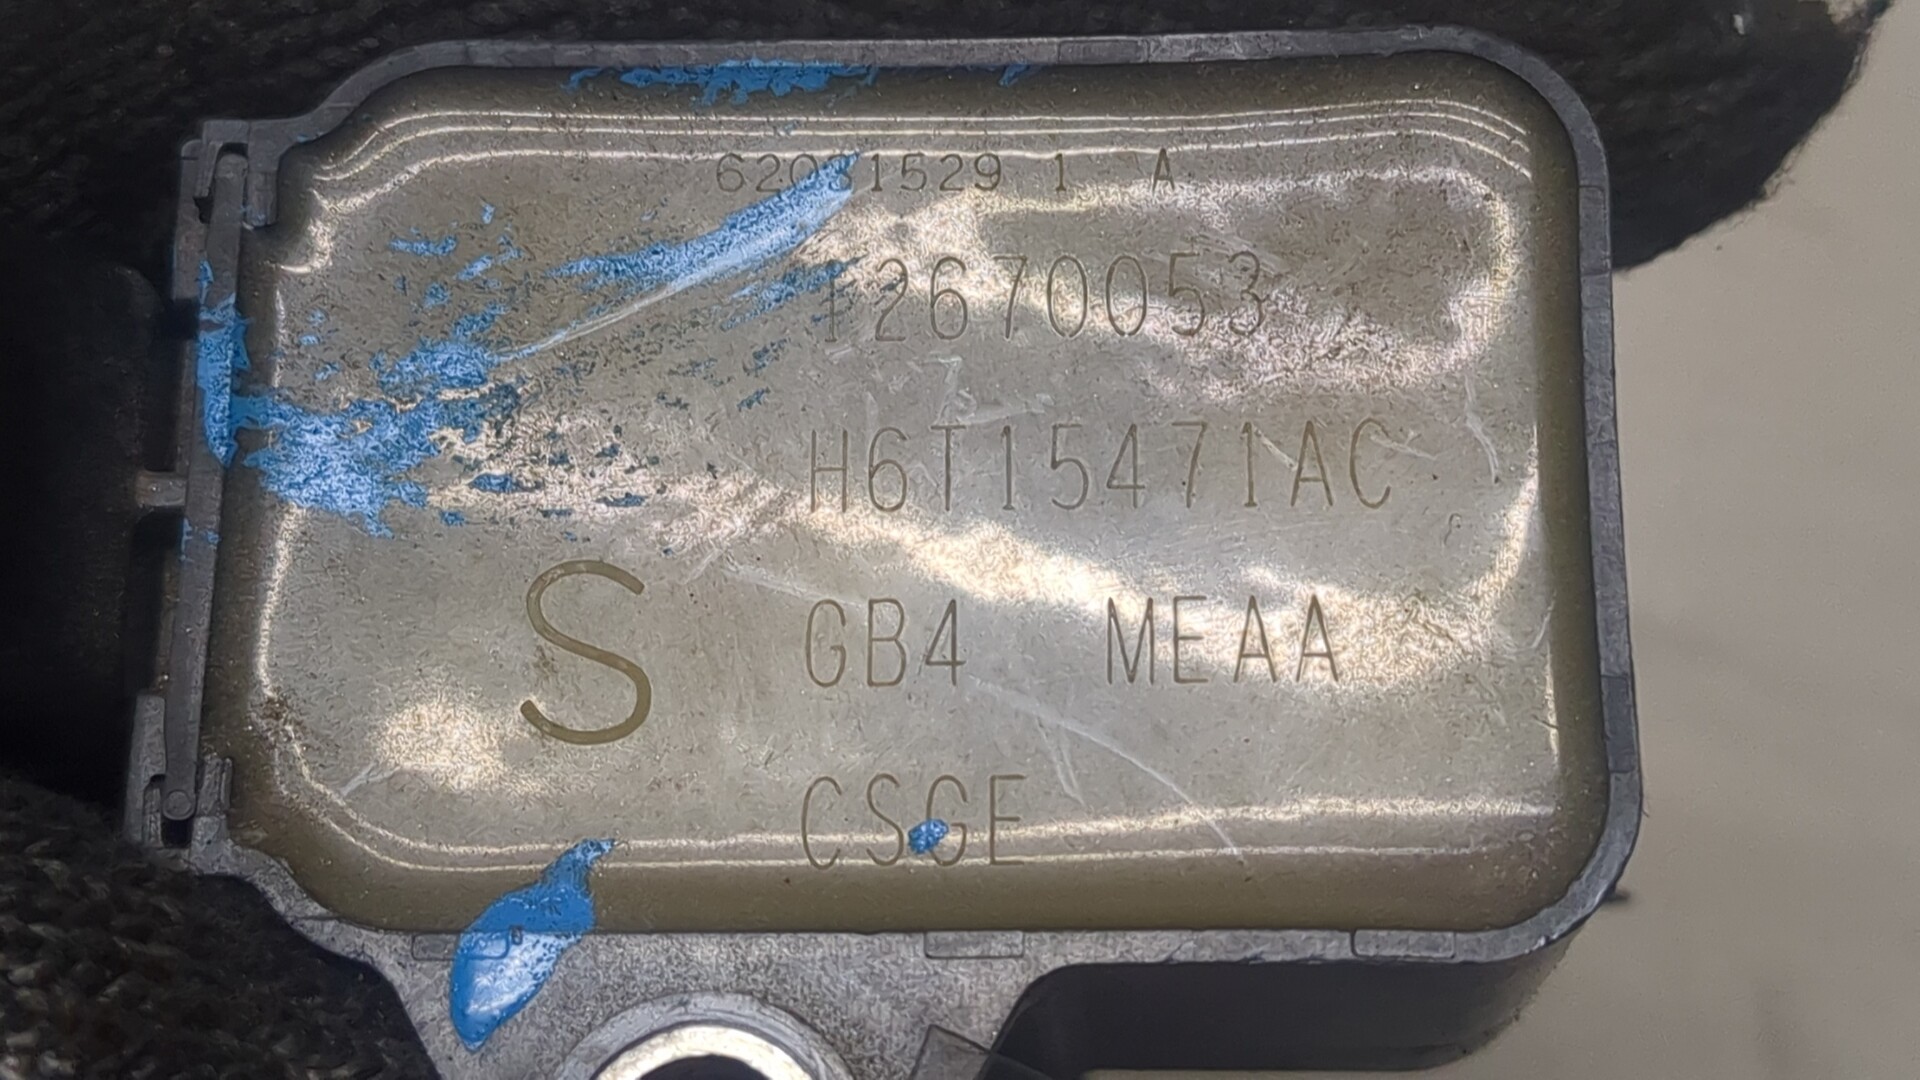 62031529 1 A
12670053
H6T15471AC
S GB4 MEAA
CSGE